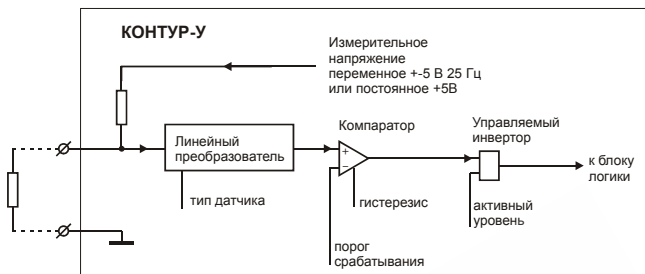 КОНТУР-У
Измерительное
напряжение
переменное +-5 В 25 Гц
или постоянное +5В
Линейный
преобразователь
Компаратор
Управляемый
инвертор
+
−
к блоку
логики
тип датчика
гистерезис
активный
уровень
порог
срабатывания